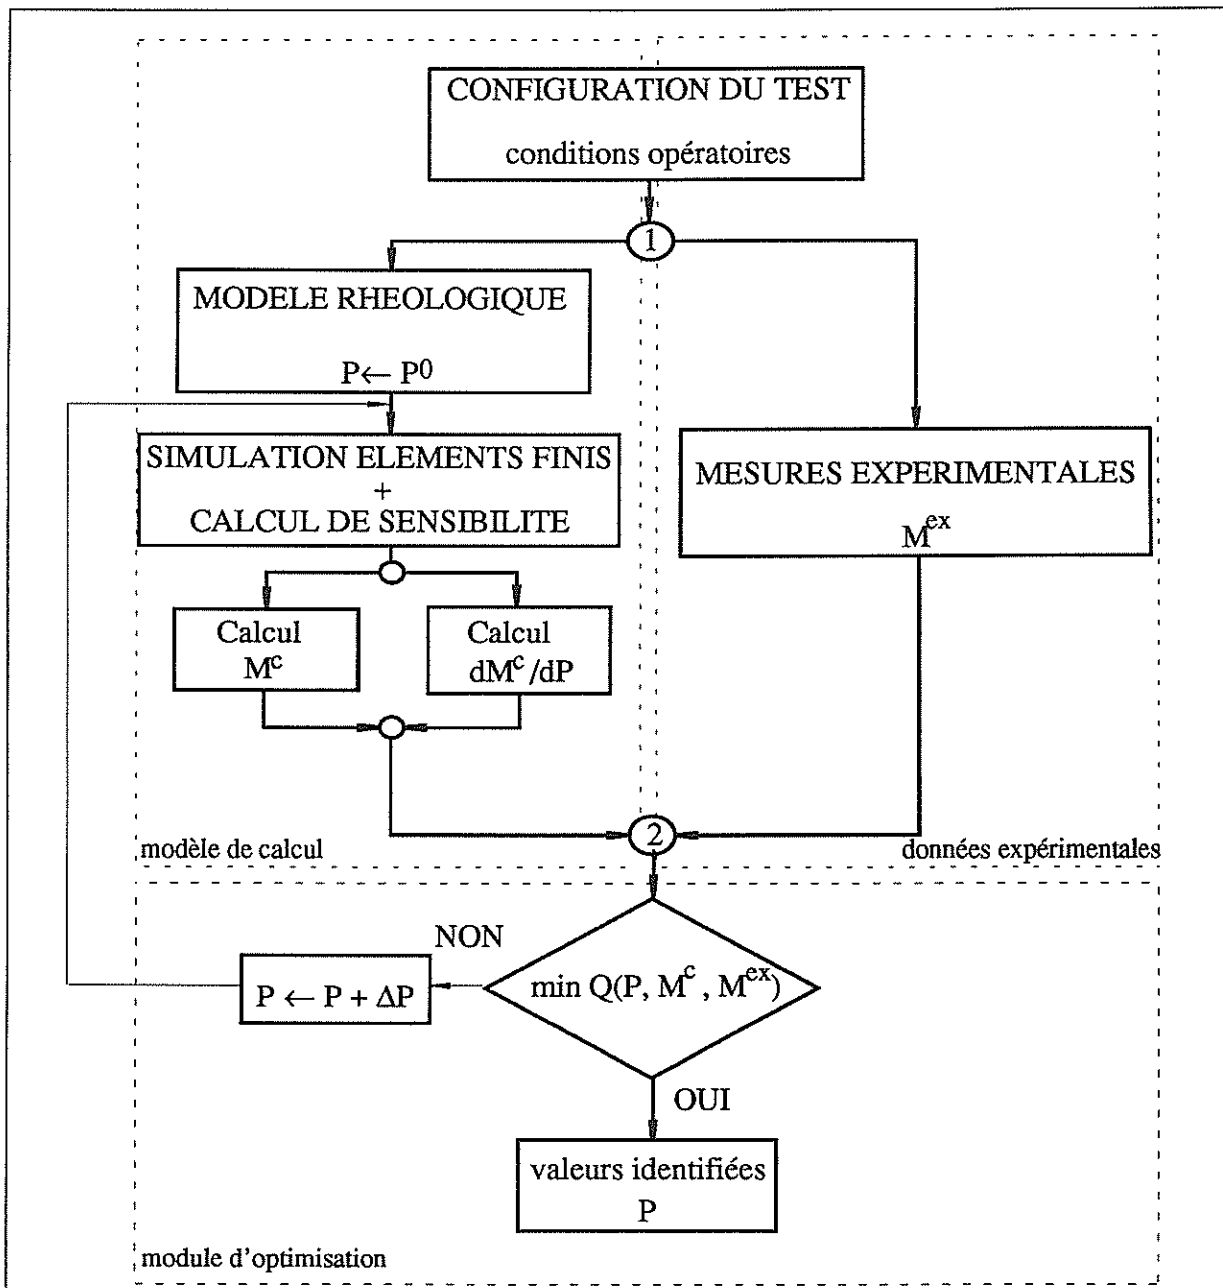 CONFIGURATION DU TEST
conditions opératoires
1
MODELE RHEOLOGIQUE
P← P0
SIMULATION ELEMENTS FINIS
+
CALCUL DE SENSIBILITE
MESURES EXPERIMENTALES
Mex
Calcul
Mc
Calcul
dMc/dP
2
modèle de calcul
données expérimentales
NON
P ← P + ΔP
min Q(P, Mc , Mex)
OUI
valeurs identifiées
P
module d'optimisation